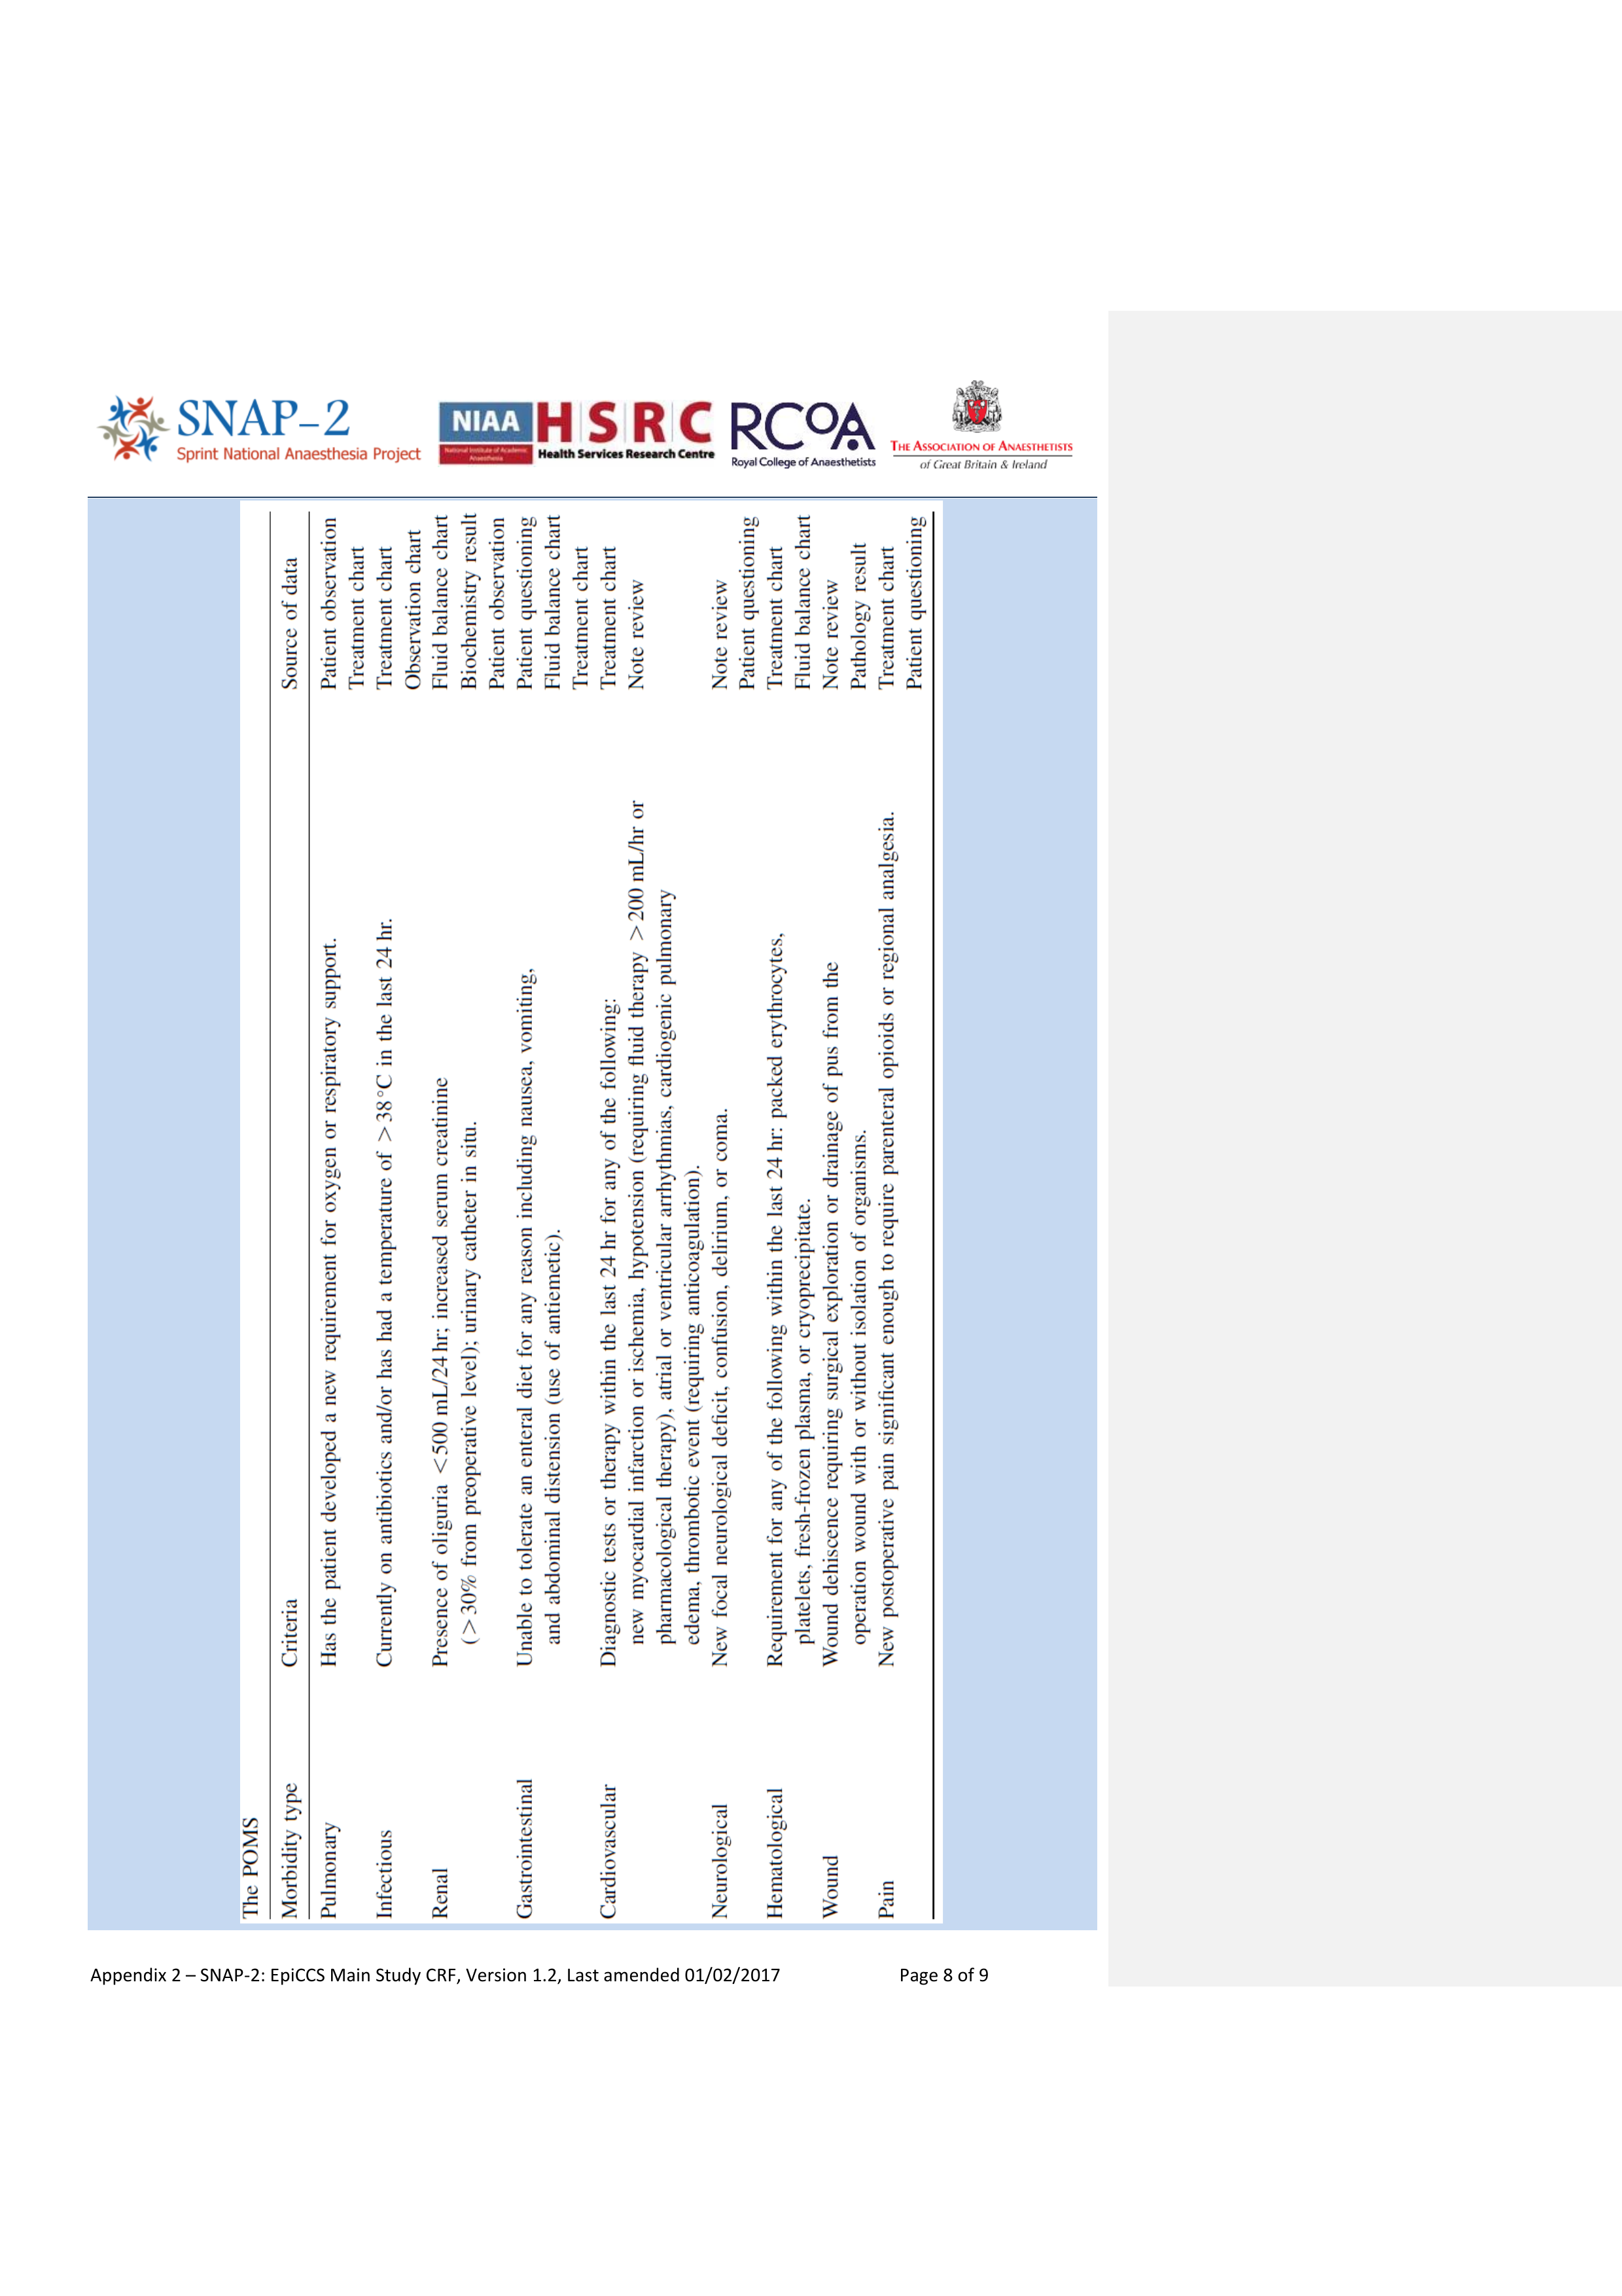 SNAP-2
Sprint National Anaesthesia Project
NIAA
National Institute of Academic
Anaesthesia
HSRC
Health Services Research Centre
RCOA
Royal College of Anaesthetists
THE ASSOCIATION OF ANAESTHETISTS
of Great Britain & Ireland
The POMS
Morbidity type Criteria Source of data
Pulmonary Has the patient developed a new requirement for oxygen or respiratory support. Patient observation
Treatment chart
Infectious Currently on antibiotics and/or has had a temperature of >38°C in the last 24 hr. Treatment chart
Observation chart
Renal Presence of oliguria <500 mL/24 hr; increased serum creatinine Fluid balance chart
(>30% from preoperative level); urinary catheter in situ. Biochemistry result
Patient observation
Gastrointestinal Unable to tolerate an enteral diet for any reason including nausea, vomiting, Patient questioning
and abdominal distension (use of antiemetic). Fluid balance chart
Treatment chart
Cardiovascular Diagnostic tests or therapy within the last 24 hr for any of the following: Treatment chart
new myocardial infarction or ischemia, hypotension (requiring fluid therapy >200 mL/hr or Note review
pharmacological therapy), atrial or ventricular arrhythmias, cardiogenic pulmonary
edema, thrombotic event (requiring anticoagulation).
Neurological New focal neurological deficit, confusion, delirium, or coma. Note review
Patient questioning
Hematological Requirement for any of the following within the last 24 hr: packed erythrocytes, Treatment chart
platelets, fresh-frozen plasma, or cryoprecipitate. Fluid balance chart
Wound Wound dehiscence requiring surgical exploration or drainage of pus from the Note review
operation wound with or without isolation of organisms. Pathology result
Pain New postoperative pain significant enough to require parenteral opioids or regional analgesia. Treatment chart
Patient questioning
Appendix 2 – SNAP-2: EpiCCS Main Study CRF, Version 1.2, Last amended 01/02/2017 Page 8 of 9